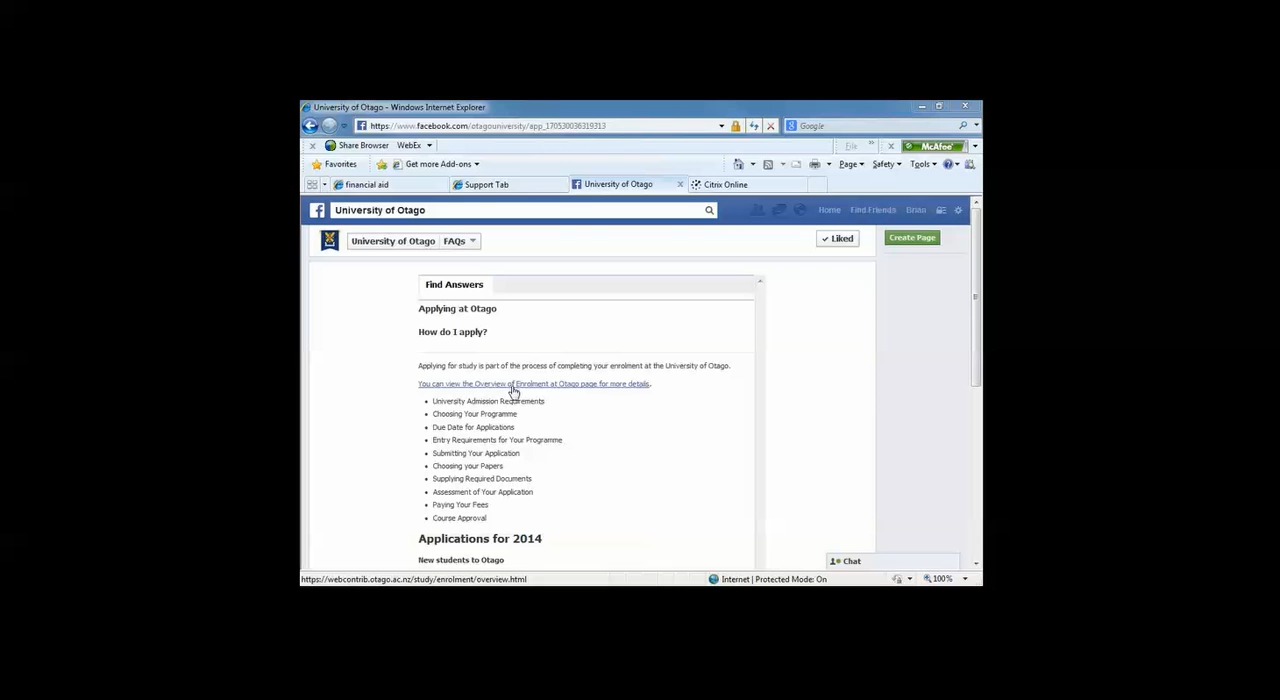 University of Otago - Windows Internet Explorer
https://www.facebook.com/otagouniversity/app_170530036319313
Google
Share Browser WebEx
McAfee
Favorites Get more Add-ons
Page Safety Tools
financial aid Support Tab University of Otago Citrix Online
University of Otago
Home Find Friends Brian
University of Otago FAQs
Liked
Create Page
Find Answers
Applying at Otago
How do I apply?
Applying for study is part of the process of completing your enrolment at the University of Otago.
You can view the Overview of Enrolment at Otago page for more details.
• University Admission Requirements
• Choosing Your Programme
• Due Date for Applications
• Entry Requirements for Your Programme
• Submitting Your Application
• Choosing your Papers
• Supplying Required Documents
• Assessment of Your Application
• Paying Your Fees
• Course Approval
Applications for 2014
New students to Otago
Chat
https://webcontrib.otago.ac.nz/study/enrolment/overview.html
Internet | Protected Mode: On
100%